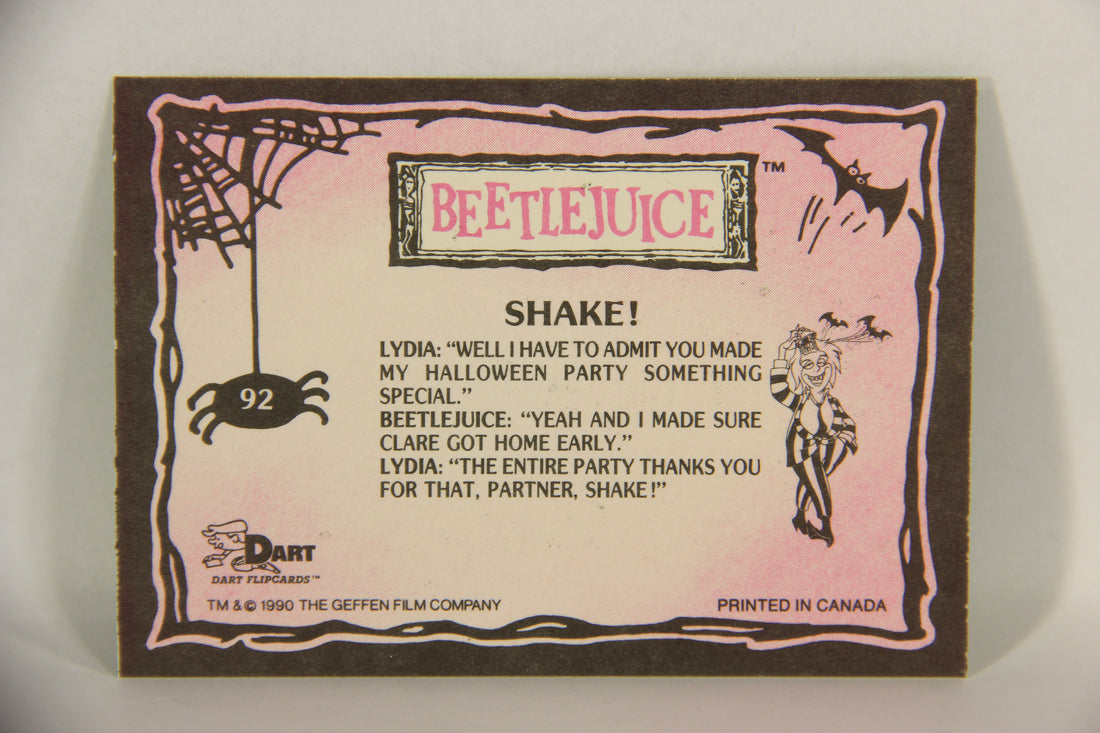 BEETLEJUICE™
SHAKE!
LYDIA: “WELL I HAVE TO ADMIT YOU MADE
MY HALLOWEEN PARTY SOMETHING
SPECIAL.”
BEETLEJUICE: “YEAH AND I MADE SURE
CLARE GOT HOME EARLY.”
LYDIA: “THE ENTIRE PARTY THANKS YOU
FOR THAT, PARTNER, SHAKE!”
92
DART
DART FLIPCARDS™
TM & © 1990 THE GEFFEN FILM COMPANY
PRINTED IN CANADA